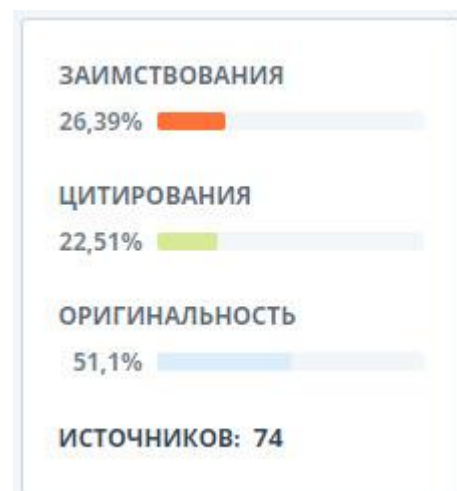 ЗАИМСТВОВАНИЯ
26,39%
ЦИТИРОВАНИЯ
22,51%
ОРИГИНАЛЬНОСТЬ
51,1%
ИСТОЧНИКОВ: 74